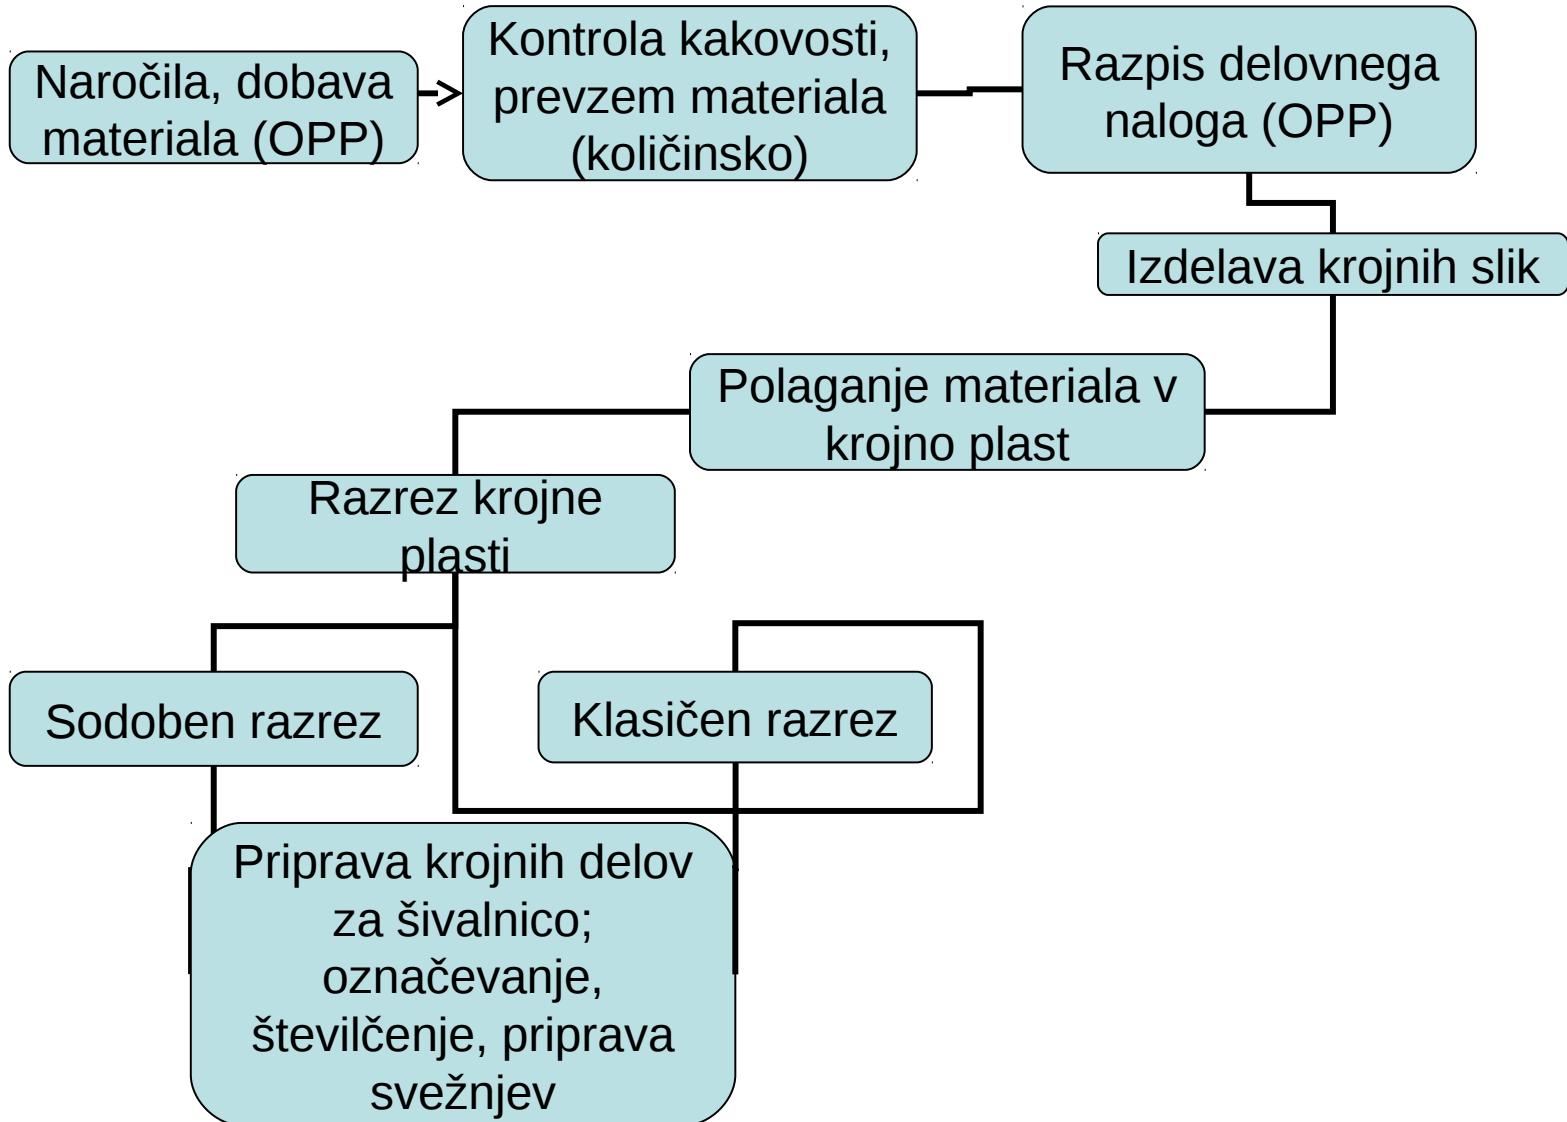 Naročila, dobava
materiala (OPP)
Kontrola kakovosti,
prevzem materiala
(količinsko)
Razpis delovnega
naloga (OPP)
Izdelava krojnih slik
Polaganje materiala v
krojno plast
Razrez krojne
plasti
Sodoben razrez
Klasičen razrez
Priprava krojnih delov
za šivalnico;
označevanje,
številčenje, priprava
svežnjev